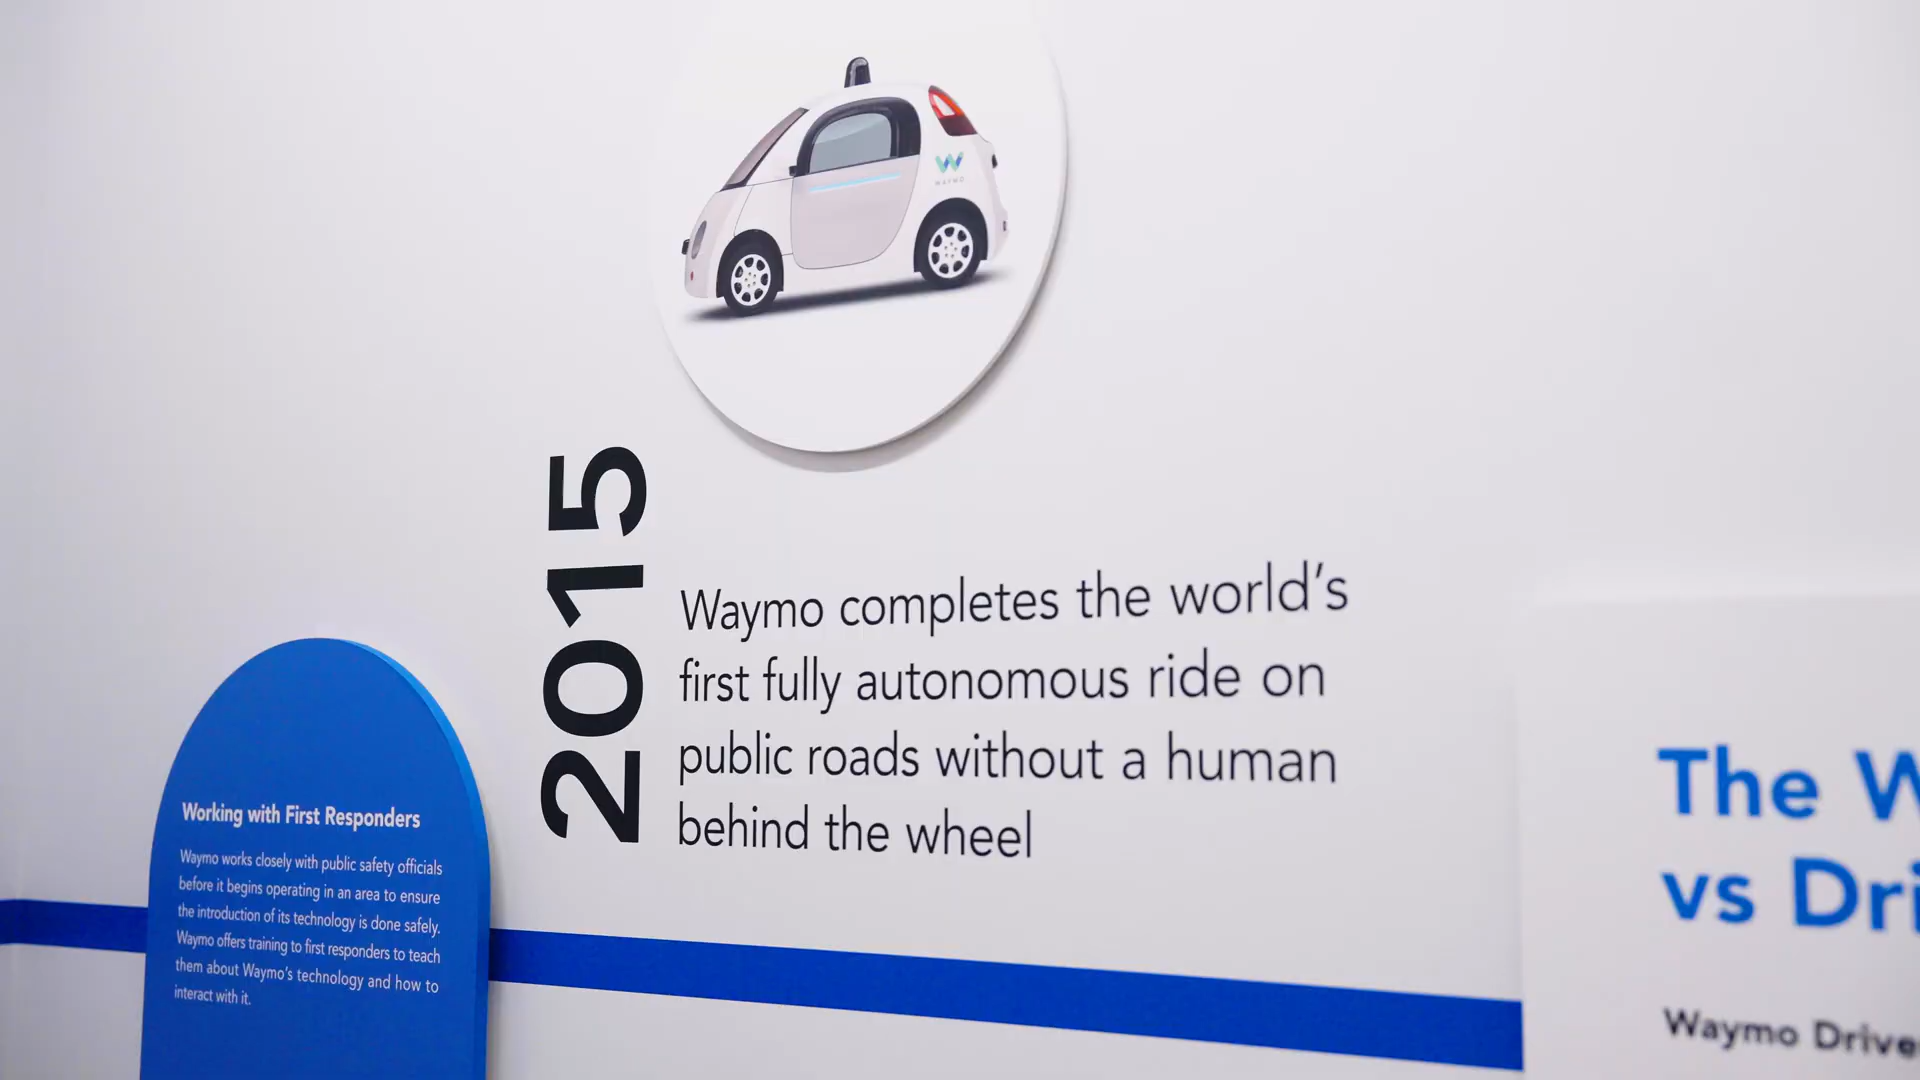 WAYMO
2015
Waymo completes the world's
first fully autonomous ride on
public roads without a human
behind the wheel
Working with First Responders
Waymo works closely with public safety officials
before it begins operating in an area to ensure
the introduction of its technology is done safely.
Waymo offers training to first responders to teach
them about Waymo's technology and how to
interact with it.
The W
vs Dri
Waymo Drive